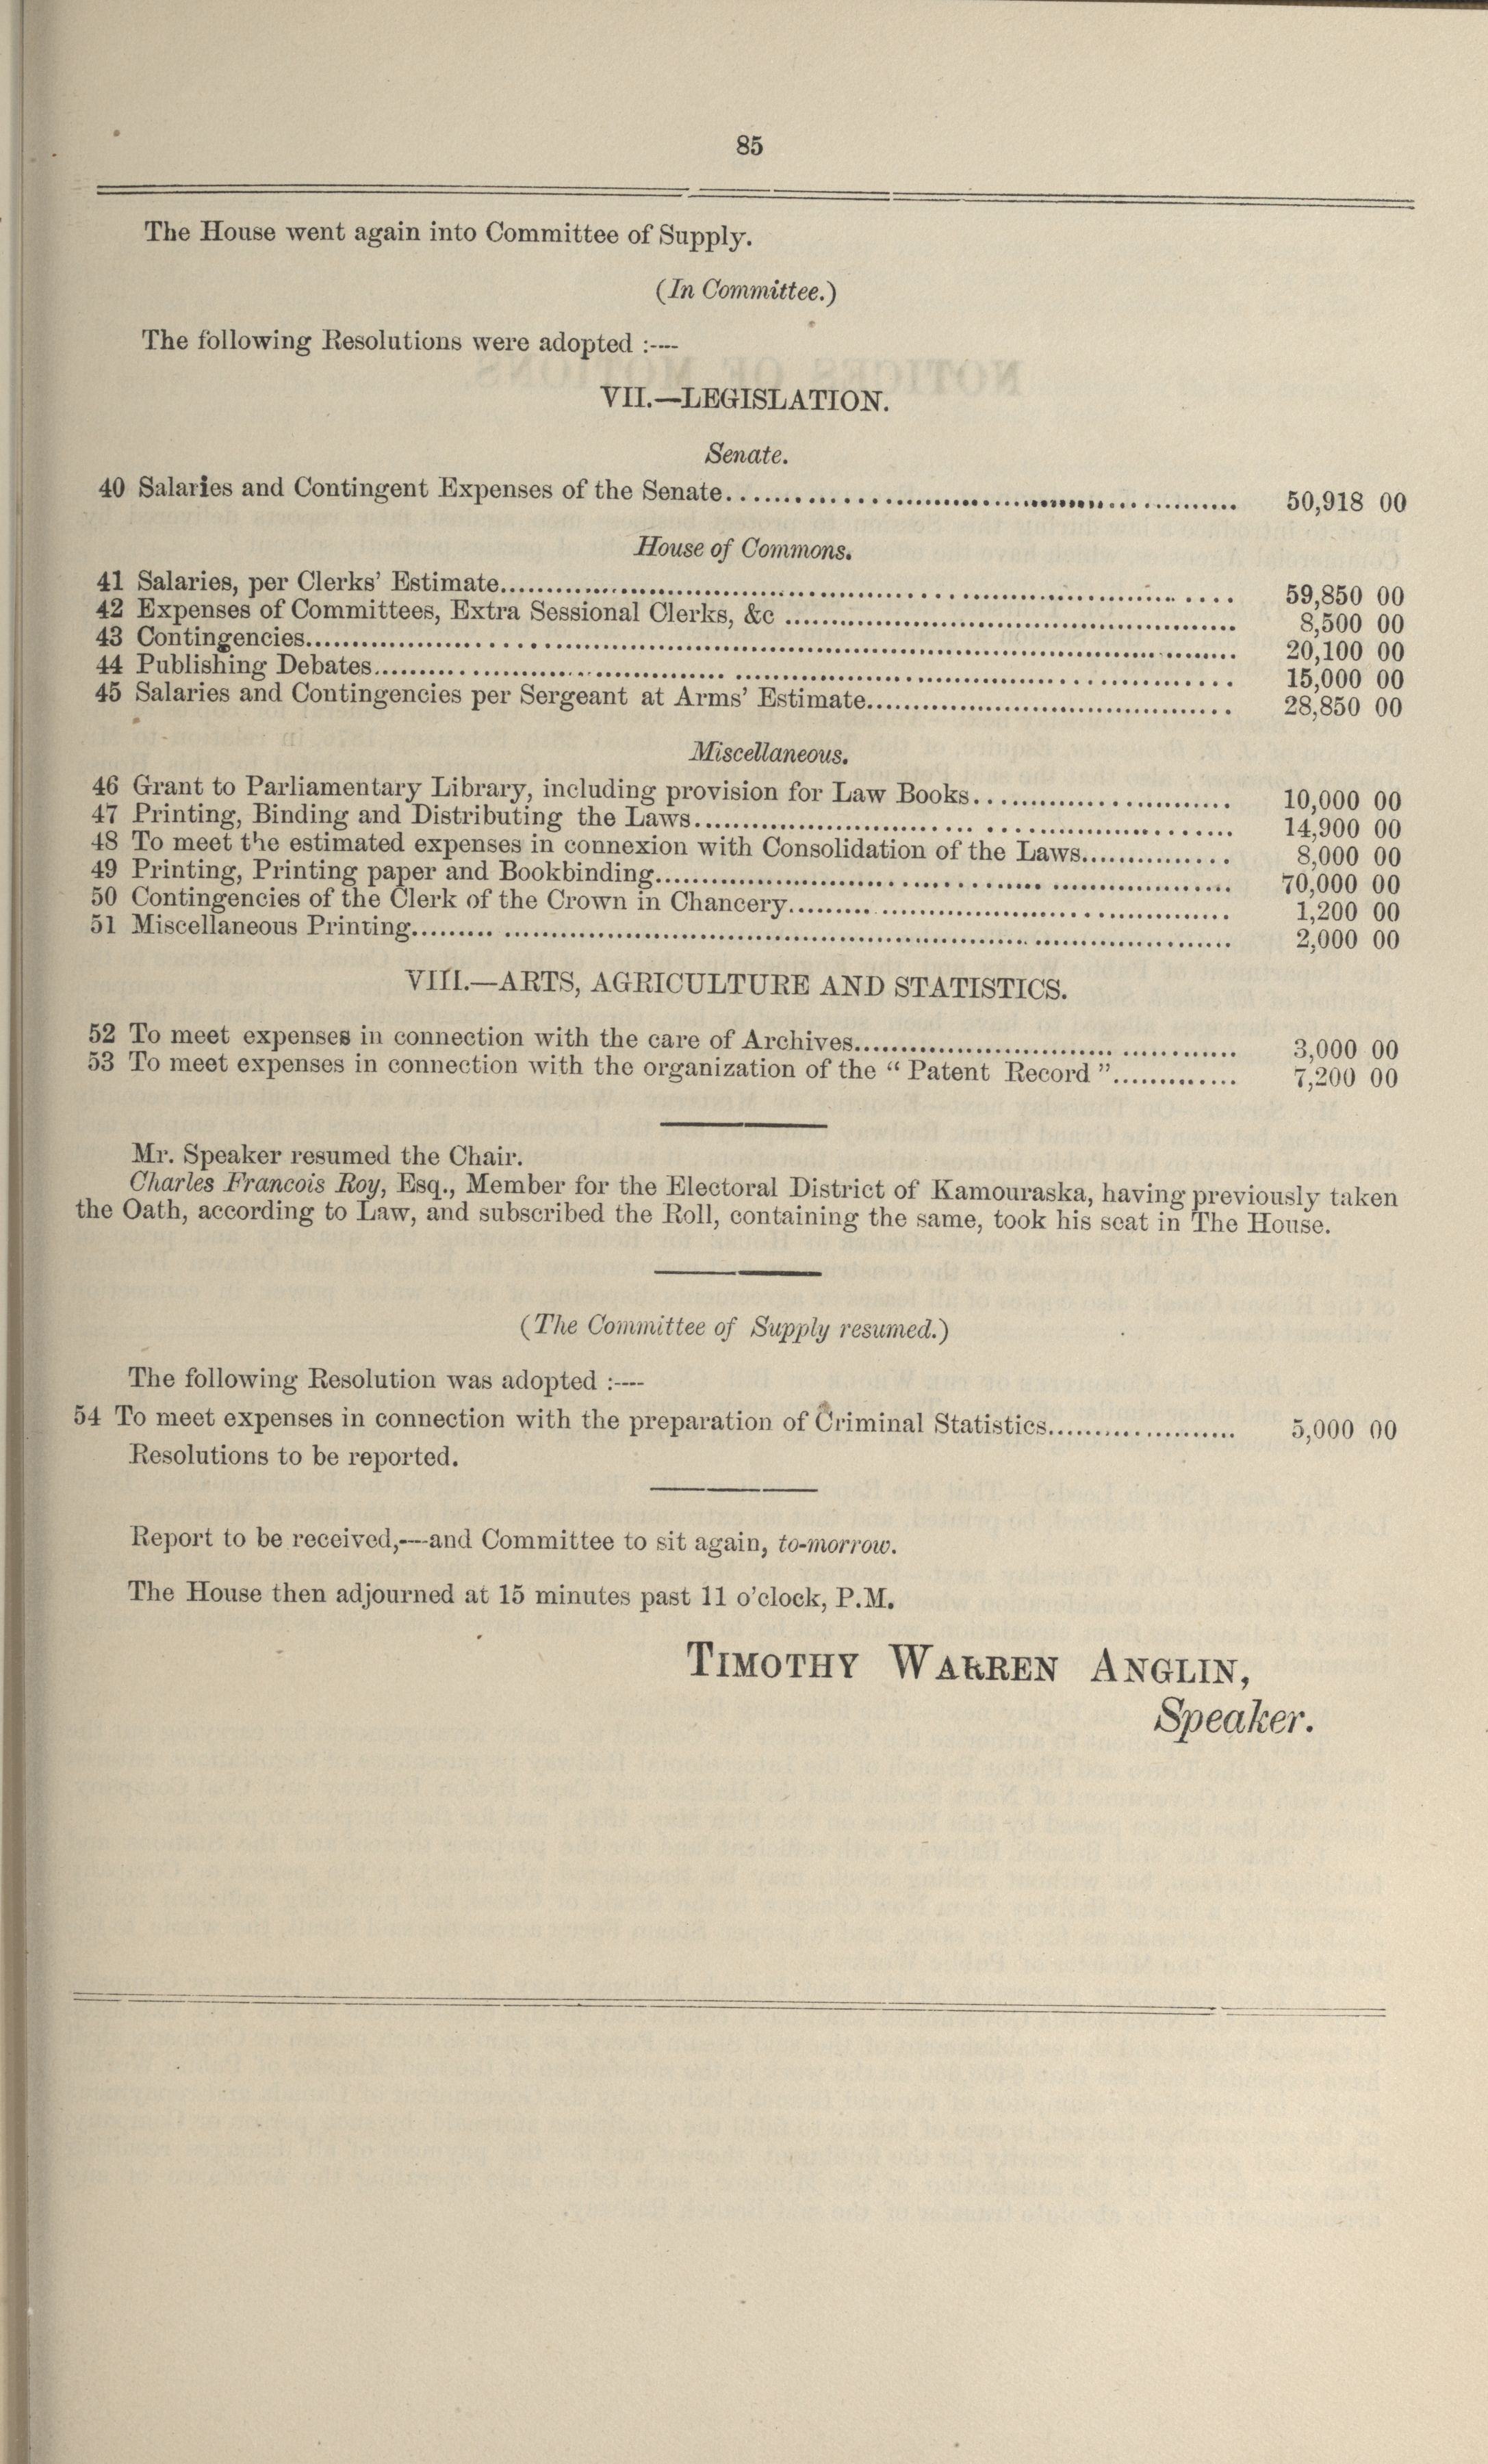 85
The House went again into Committee of Supply.
(In Committee.)
The following Resolutions were adopted :—
VII.—LEGISLATION.
Senate.
40 Salaries and Contingent Expenses of the Senate........................ 50,918 00
House of Commons.
41 Salaries, per Clerks' Estimate........................ 59,850 00
42 Expenses of Committees, Extra Sessional Clerks, &c ........................ 8,500 00
43 Contingencies........................ 20,100 00
44 Publishing Debates........................ 15,000 00
45 Salaries and Contingencies per Sergeant at Arms' Estimate........................ 28,850 00
Miscellaneous.
46 Grant to Parliamentary Library, including provision for Law Books........................ 10,000 00
47 Printing, Binding and Distributing the Laws........................ 14,900 00
48 To meet the estimated expenses in connexion with Consolidation of the Laws............... 8,000 00
49 Printing, Printing paper and Bookbinding........................ 70,000 00
50 Contingencies of the Clerk of the Crown in Chancery........................ 1,200 00
51 Miscellaneous Printing........................ 2,000 00
VIII.—ARTS, AGRICULTURE AND STATISTICS.
52 To meet expenses in connection with the care of Archives........................ 3,000 00
53 To meet expenses in connection with the organization of the " Patent Record "............. 7,200 00
Mr. Speaker resumed the Chair.
Charles Francois Roy, Esq., Member for the Electoral District of Kamouraska, having previously taken
the Oath, according to Law, and subscribed the Roll, containing the same, took his seat in The House.
(The Committee of Supply resumed.)
The following Resolution was adopted :—
54 To meet expenses in connection with the preparation of Criminal Statistics.................... 5,000 00
Resolutions to be reported.
Report to be received,—and Committee to sit again, to-morrow.
The House then adjourned at 15 minutes past 11 o'clock, P.M.
TIMOTHY WARREN ANGLIN,
Speaker.